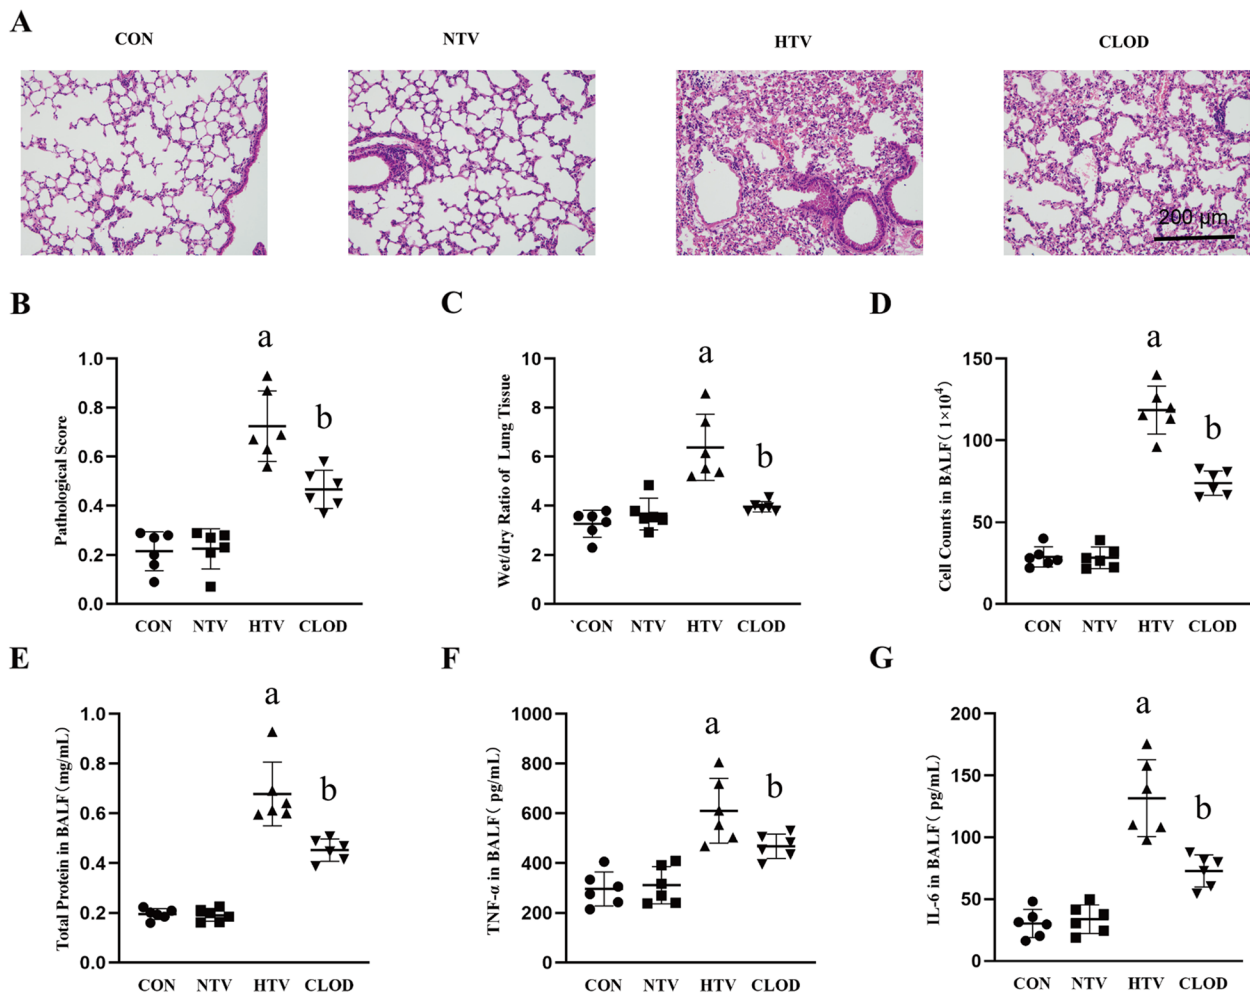 A
CON
NTV
HTV
CLOD
200 μm
B
Pathological Score
1.0
0.8
0.6
0.4
0.2
0.0
a
b
CON NTV HTV CLOD
C
Wet/dry Ratio of Lung Tissue
10
8
6
4
2
0
a
b
`CON NTV HTV CLOD
D
Cell Counts in BALF( 1×10⁴)
150
100
50
0
a
b
CON NTV HTV CLOD
E
Total Protein in BALF(mg/mL)
1.0
0.8
0.6
0.4
0.2
0.0
a
b
CON NTV HTV CLOD
F
TNF-α in BALF( pg/mL)
1000
800
600
400
200
0
a
b
CON NTV HTV CLOD
G
IL-6 in BALF( pg/mL)
200
150
100
50
0
a
b
CON NTV HTV CLOD